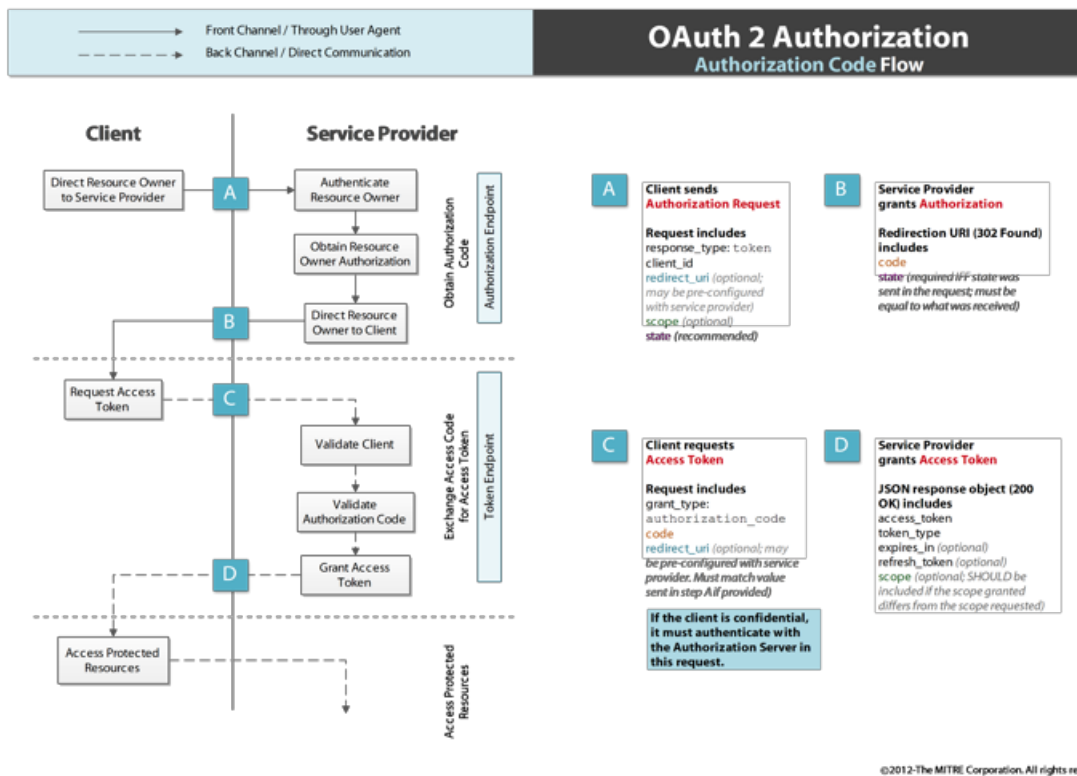 Front Channel / Through User Agent
Back Channel / Direct Communication
OAuth 2 Authorization
Authorization Code Flow
Client
Service Provider
Direct Resource Owner
to Service Provider
A
Authenticate
Resource Owner
Obtain Resource
Owner Authorization
B
Direct Resource
Owner to Client
Obtain Authorization
Code
Authorization Endpoint
Request Access
Token
C
Validate Client
Validate
Authorization Code
D
Grant Access
Token
Exchange Access Code
for Access Token
Token Endpoint
Access Protected
Resources
Access Protected
Resources
A
Client sends
Authorization Request
Request includes
response_type: token
client_id
redirect_uri (optional;
may be pre-configured
with service provider)
scope (optional)
state (recommended)
B
Service Provider
grants Authorization
Redirection URI (302 Found)
includes
code
state (required IFF state was
sent in the request; must be
equal to what was received)
C
Client requests
Access Token
Request includes
grant_type:
authorization_code
code
redirect_uri (optional; may
be pre-configured with service
provider. Must match value
sent in step A if provided)
If the client is confidential,
it must authenticate with
the Authorization Server in
this request.
D
Service Provider
grants Access Token
JSON response object (200
OK) includes
access_token
token_type
expires_in (optional)
refresh_token (optional)
scope (optional; SHOULD be
included if the scope granted
differs from the scope requested)
©2012-The MITRE Corporation. All rights re